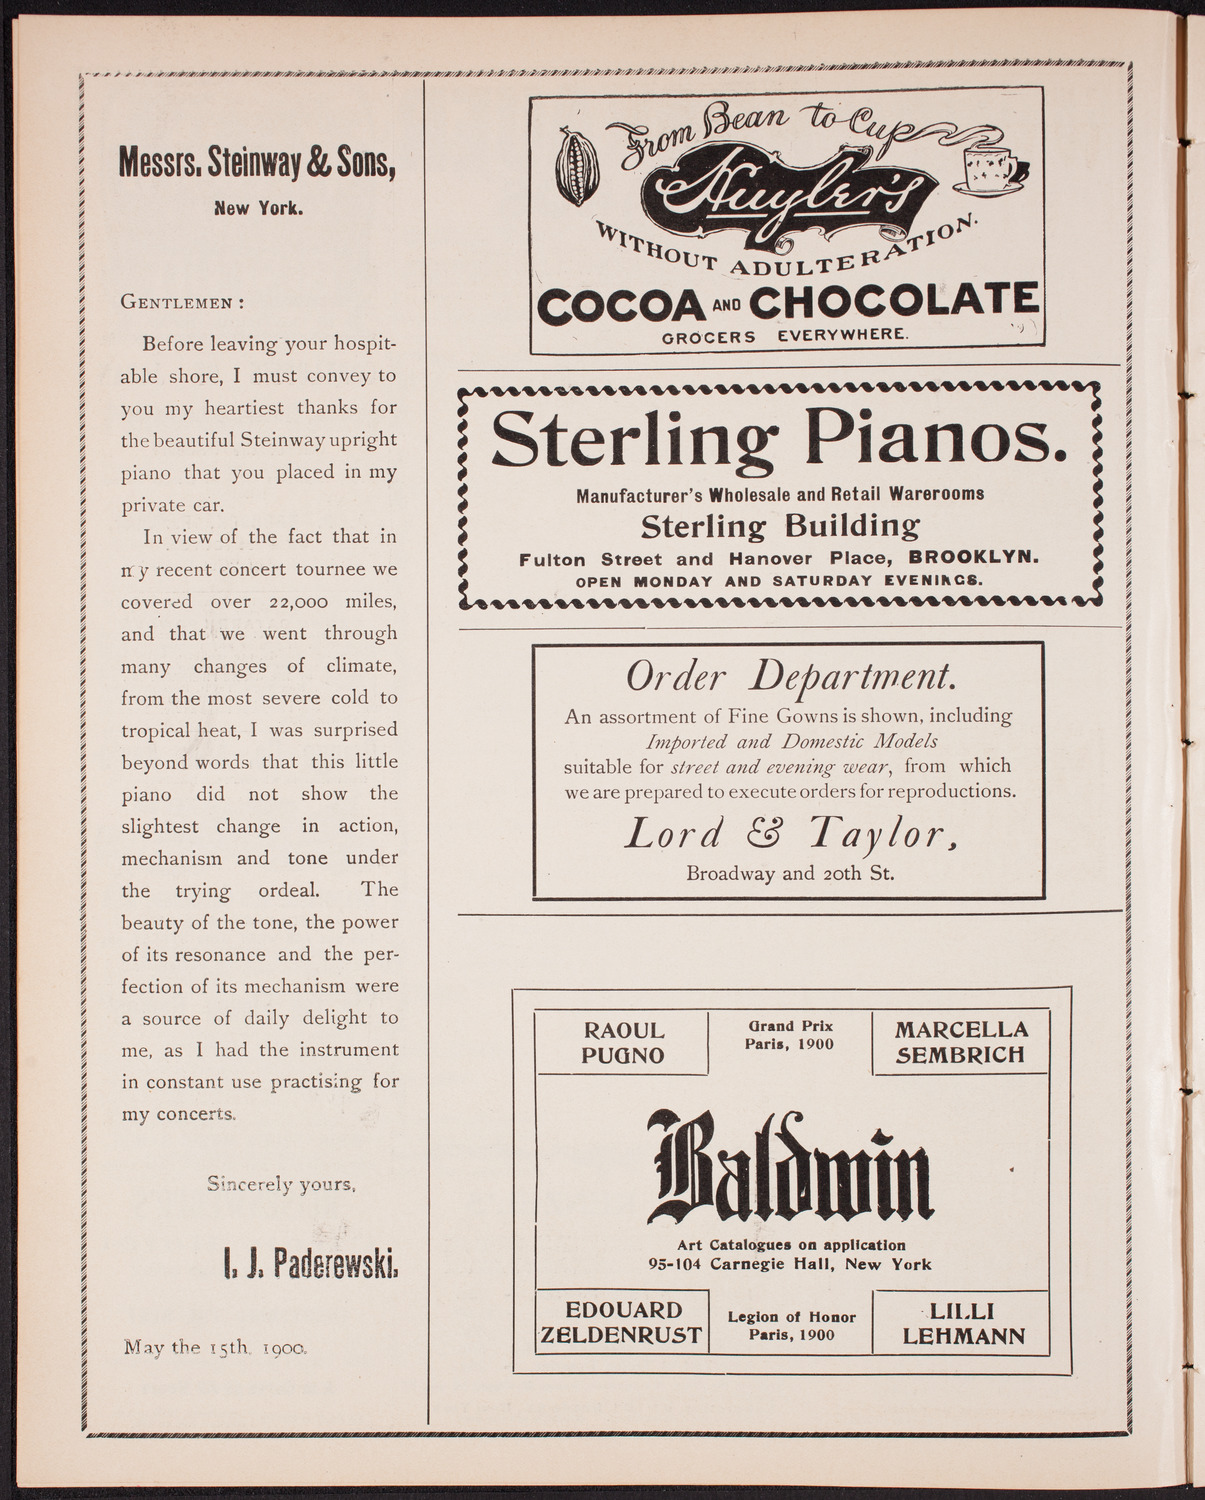 Messrs. Steinway & Sons,
New York.
GENTLEMEN :
Before leaving your hospit-
able shore, I must convey to
you my heartiest thanks for
the beautiful Steinway upright
piano that you placed in my
private car.
In view of the fact that in
my recent concert tournee we
covered over 22,000 miles,
and that we went through
many changes of climate,
from the most severe cold to
tropical heat, I was surprised
beyond words that this little
piano did not show the
slightest change in action,
mechanism and tone under
the trying ordeal. The
beauty of the tone, the power
of its resonance and the per-
fection of its mechanism were
a source of daily delight to
me, as I had the instrument
in constant use practising for
my concerts.
Sincerely yours,
I. J. Paderewski.
May the 15th. 1900.
From Bean to Cup
Huyler's
WITHOUT ADULTERATION.
COCOA AND CHOCOLATE
GROCERS EVERYWHERE.
Sterling Pianos.
Manufacturer's Wholesale and Retail Warerooms
Sterling Building
Fulton Street and Hanover Place, BROOKLYN.
OPEN MONDAY AND SATURDAY EVENINGS.
Order Department.
An assortment of Fine Gowns is shown, including
Imported and Domestic Models
suitable for street and evening wear, from which
we are prepared to execute orders for reproductions.
Lord & Taylor,
Broadway and 20th St.
RAOUL
PUGNO
Grand Prix
Paris, 1900
MARCELLA
SEMBRICH
Baldwin
Art Catalogues on application
95-104 Carnegie Hall, New York
EDOUARD
ZELDENRUST
Legion of Honor
Paris, 1900
LILLI
LEHMANN